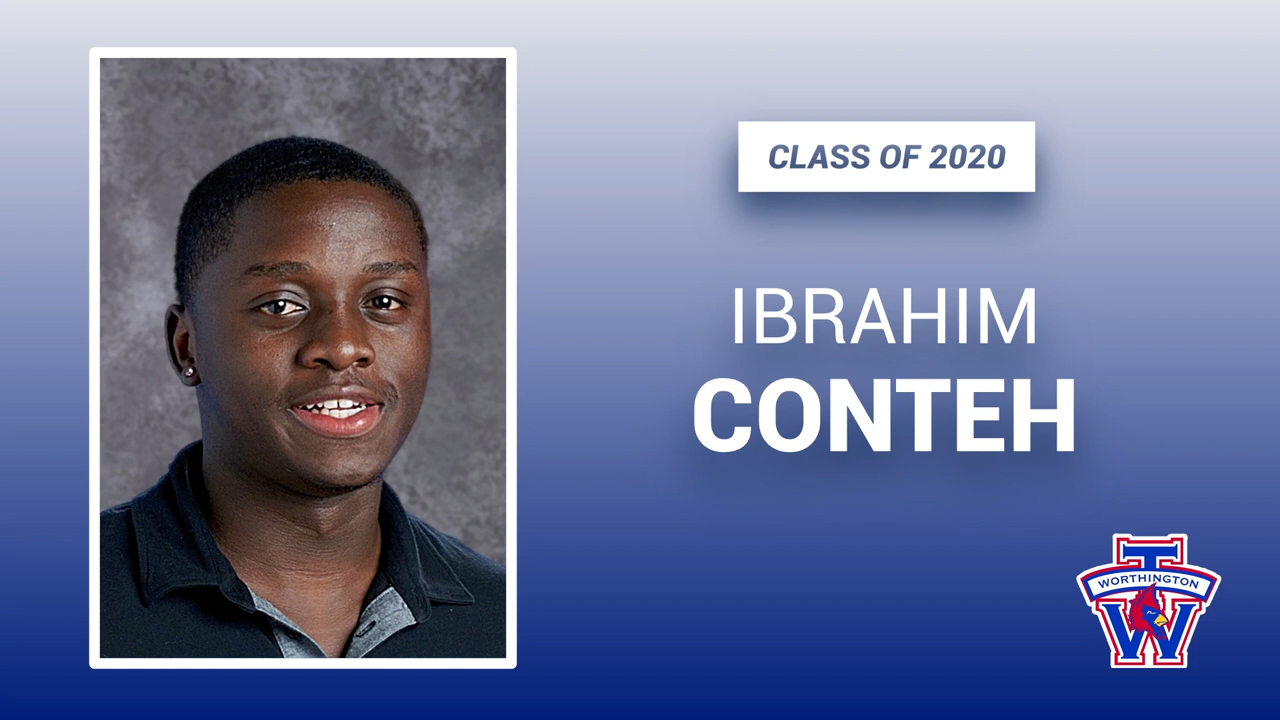 CLASS OF 2020
IBRAHIM
CONTEH
T
WORTHINGTON
W